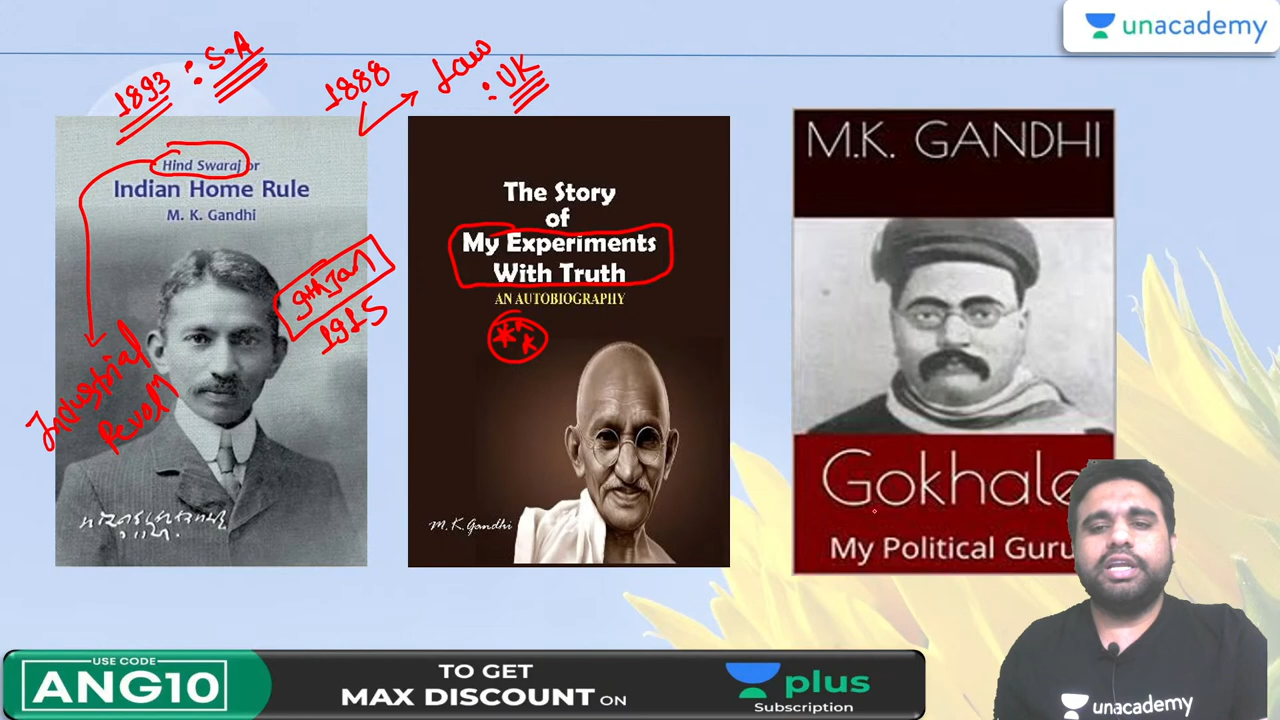 unacademy
1893 : S.A
1888
Law
: UK
Hind Swaraj or
Indian Home Rule
M. K. Gandhi
9th Jan
1915
Industrial
The Story
of
My Experiments
With Truth
AN AUTOBIOGRAPHY
M. K. Gandhi
M.K. GANDHI
Gokhale
My Political Guru
USE CODE
ANG10
TO GET
MAX DISCOUNT ON
plus
Subscription
unacademy